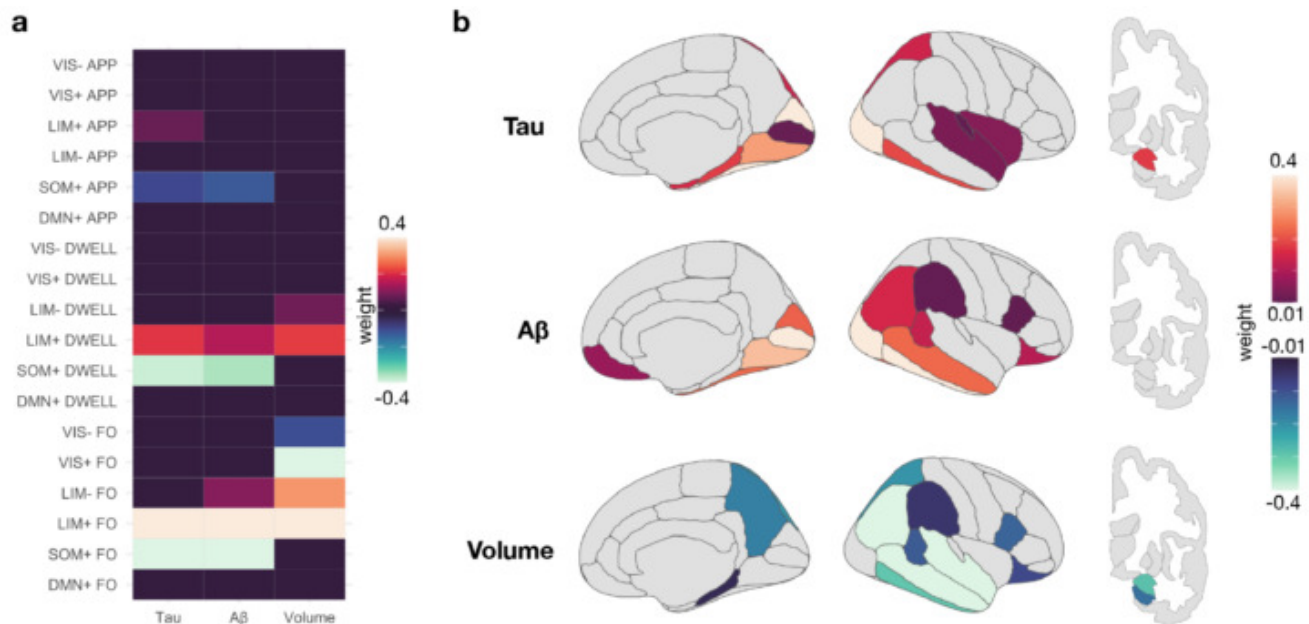 a
VIS- APP
VIS+ APP
LIM+ APP
LIM- APP
SOM+ APP
DMN+ APP
VIS- DWELL
VIS+ DWELL
LIM- DWELL
LIM+ DWELL
SOM+ DWELL
DMN+ DWELL
VIS- FO
VIS+ FO
LIM- FO
LIM+ FO
SOM+ FO
DMN+ FO
Tau Aβ Volume
0.4
weight
-0.4
b
Tau
Aβ
Volume
0.4
weight
0.01
-0.01
-0.4